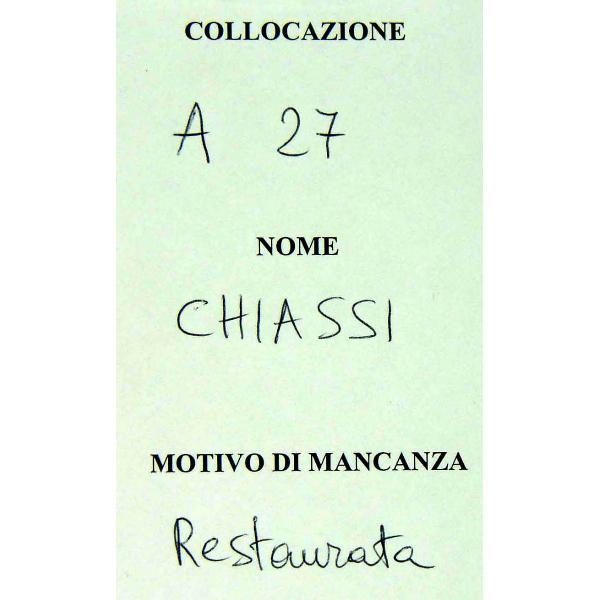 COLLOCAZIONE
A 27
NOME
CHIASSI
MOTIVO DI MANCANZA
Restaurata